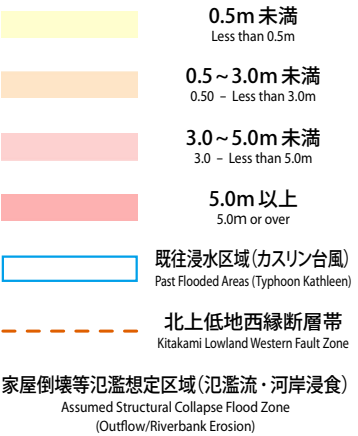 0.5m 未満
Less than 0.5m
0.5~3.0m 未満
0.50 – Less than 3.0m
3.0~5.0m 未満
3.0 – Less than 5.0m
5.0m 以上
5.0m or over
既往浸水区域(カスリン台風)
Past Flooded Areas (Typhoon Kathleen)
北上低地西縁断層帯
Kitakami Lowland Western Fault Zone
家屋倒壊等氾濫想定区域(氾濫流・河岸浸食)
Assumed Structural Collapse Flood Zone
(Outflow/Riverbank Erosion)